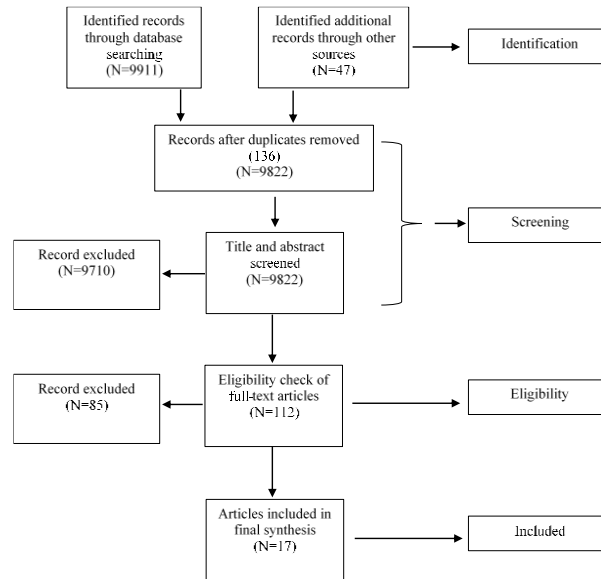 Identified records
through database
searching
(N=9911)
Identified additional
records through other
sources
(N=47)
Identification
Records after duplicates removed
(136)
(N=9822)
Screening
Record excluded
(N=9710)
Title and abstract
screened
(N=9822)
Record excluded
(N=85)
Eligibility check of
full-text articles
(N=112)
Eligibility
Articles included in
final synthesis
(N=17)
Included